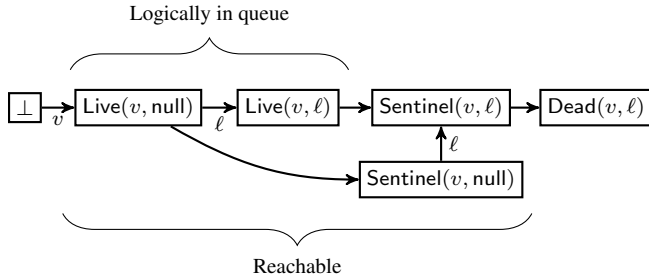 Logically in queue
⊥ v Live(v, null) ℓ Live(v, ℓ) Sentinel(v, ℓ) Dead(v, ℓ)
ℓ
Sentinel(v, null)
Reachable